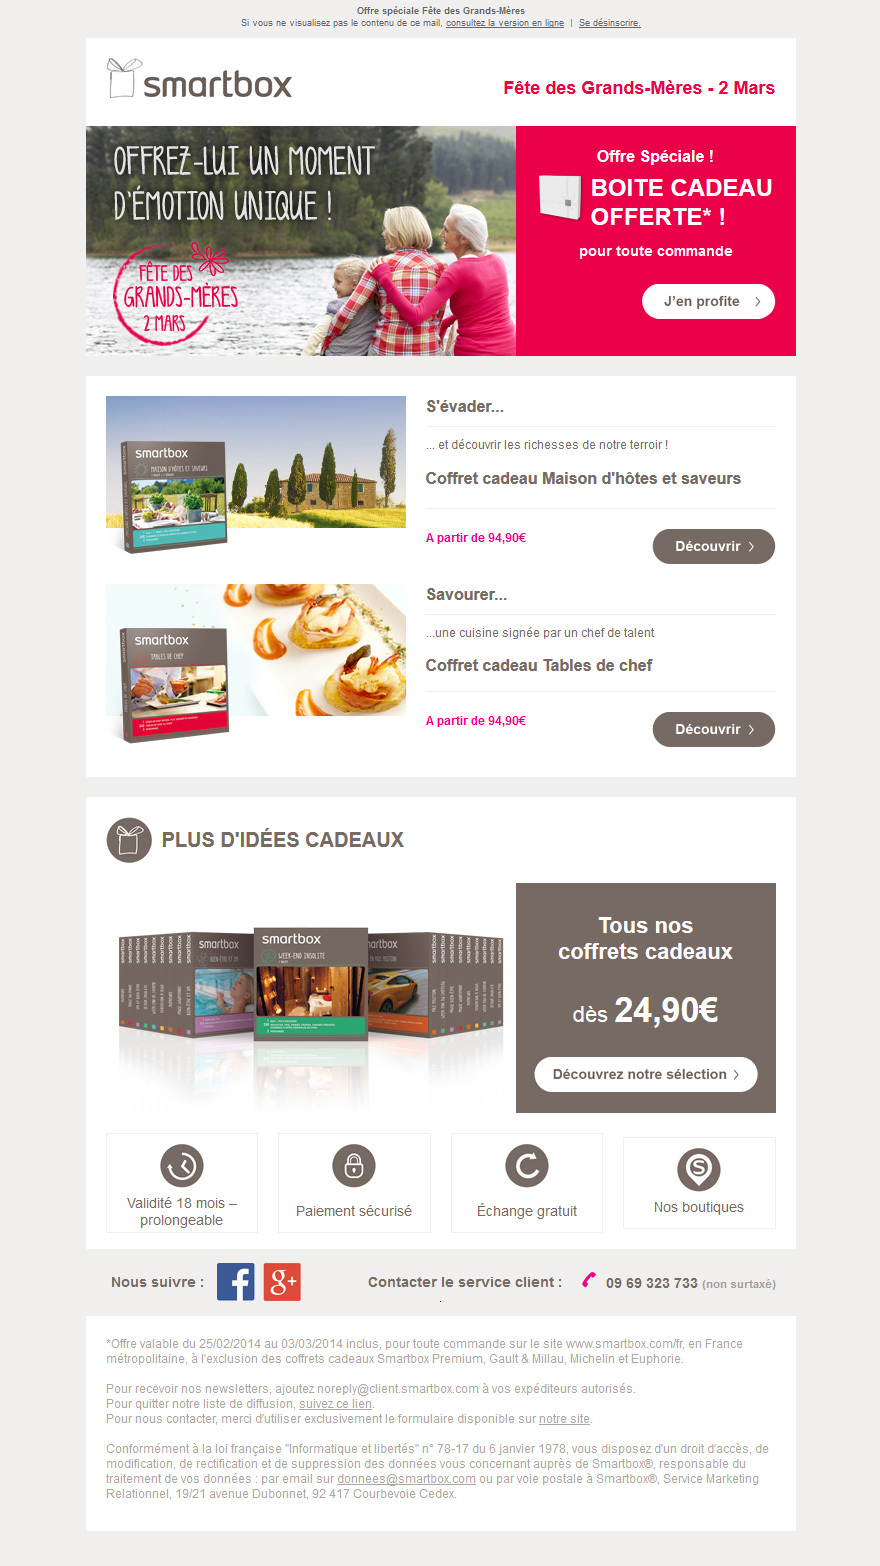 Offre spéciale Fête des Grands-Mères
Si vous ne visualisez pas le contenu de ce mail, consultez la version en ligne | Se désinscrire.
smartbox
Fête des Grands-Mères - 2 Mars
OFFREZ-LUI UN MOMENT
D'ÉMOTION UNIQUE !
FÊTE DES
GRANDS-MÈRES
2 MARS
Offre Spéciale !
BOITE CADEAU
OFFERTE* !
pour toute commande
J'en profite
smartbox
MAISON D'HÔTES ET SAVEURS
S'évader...
... et découvrir les richesses de notre terroir !
Coffret cadeau Maison d'hôtes et saveurs
A partir de 94,90€
Découvrir
smartbox
TABLES DE CHEF
Savourer...
...une cuisine signée par un chef de talent
Coffret cadeau Tables de chef
A partir de 94,90€
Découvrir
PLUS D'IDÉES CADEAUX
smartbox
smartbox
WEEK-END INSOLITE
smartbox
Tous nos
coffrets cadeaux
dès 24,90€
Découvrez notre sélection
Validité 18 mois –
prolongeable
Paiement sécurisé
Échange gratuit
Nos boutiques
Nous suivre :
Contacter le service client :
09 69 323 733 (non surtaxé)
*Offre valable du 25/02/2014 au 03/03/2014 inclus, pour toute commande sur le site www.smartbox.com/fr, en France
métropolitaine, à l'exclusion des coffrets cadeaux Smartbox Premium, Gault & Millau, Michelin et Euphorie.
Pour recevoir nos newsletters, ajoutez noreply@client.smartbox.com à vos expéditeurs autorisés.
Pour quitter notre liste de diffusion, suivez ce lien.
Pour nous contacter, merci d'utiliser exclusivement le formulaire disponible sur notre site.
Conformément à la loi française "Informatique et libertés" n° 78-17 du 6 janvier 1978, vous disposez d'un droit d'accès, de
modification, de rectification et de suppression des données vous concernant auprès de Smartbox®, responsable du
traitement de vos données : par email sur donnees@smartbox.com ou par voie postale à Smartbox®, Service Marketing
Relationnel, 19/21 avenue Dubonnet, 92 417 Courbevoie Cedex.